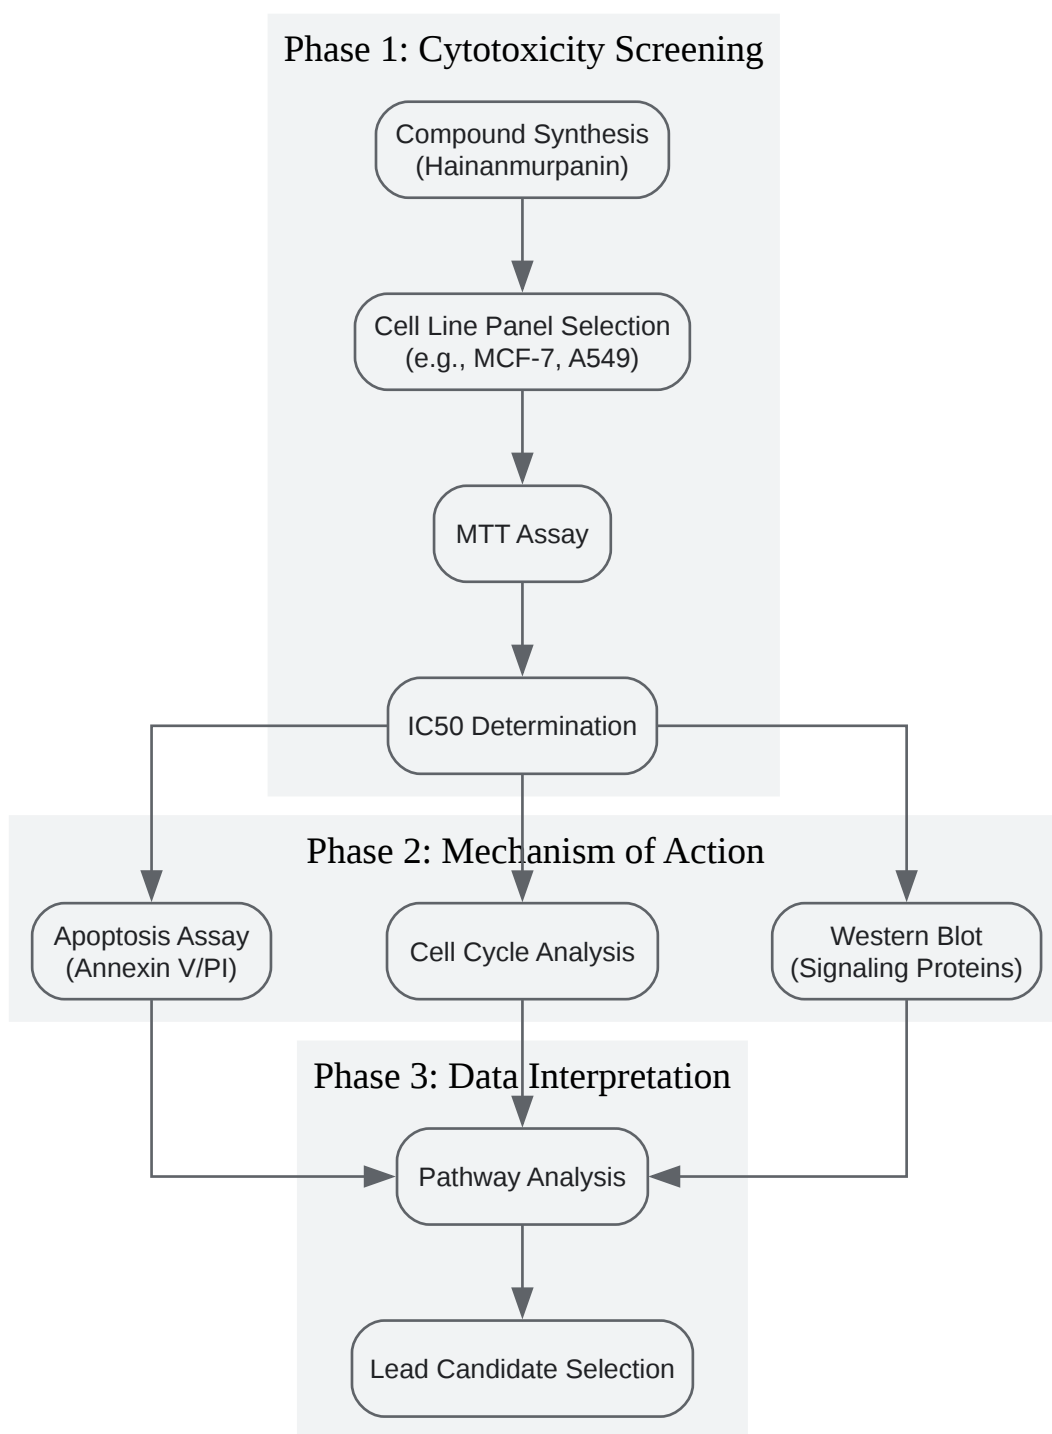 Phase 1: Cytotoxicity Screening
Compound Synthesis
(Hainanmurpanin)
Cell Line Panel Selection
(e.g., MCF-7, A549)
MTT Assay
IC50 Determination
Phase 2: Mechanism of Action
Apoptosis Assay
(Annexin V/PI)
Cell Cycle Analysis
Western Blot
(Signaling Proteins)
Phase 3: Data Interpretation
Pathway Analysis
Lead Candidate Selection